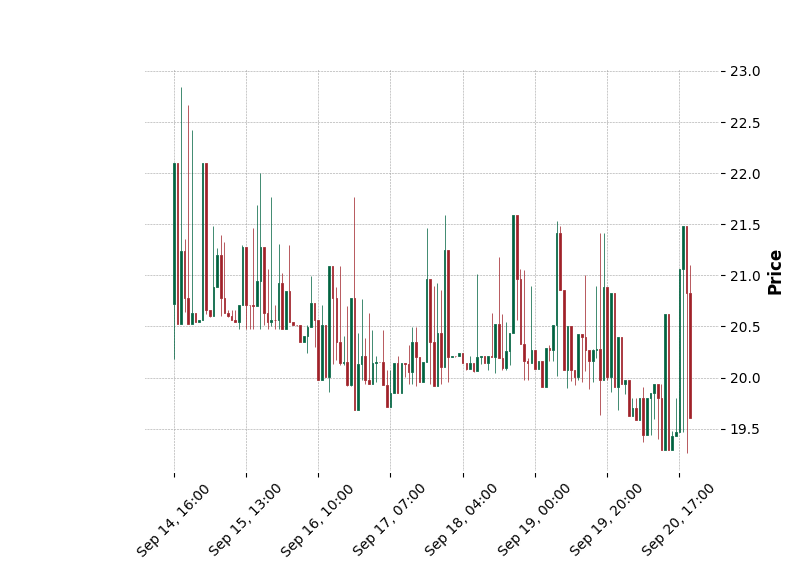 23.0
22.5
22.0
21.5
21.0
20.5
20.0
19.5
Price
Sep 14, 16:00
Sep 15, 13:00
Sep 16, 10:00
Sep 17, 07:00
Sep 18, 04:00
Sep 19, 00:00
Sep 19, 20:00
Sep 20, 17:00